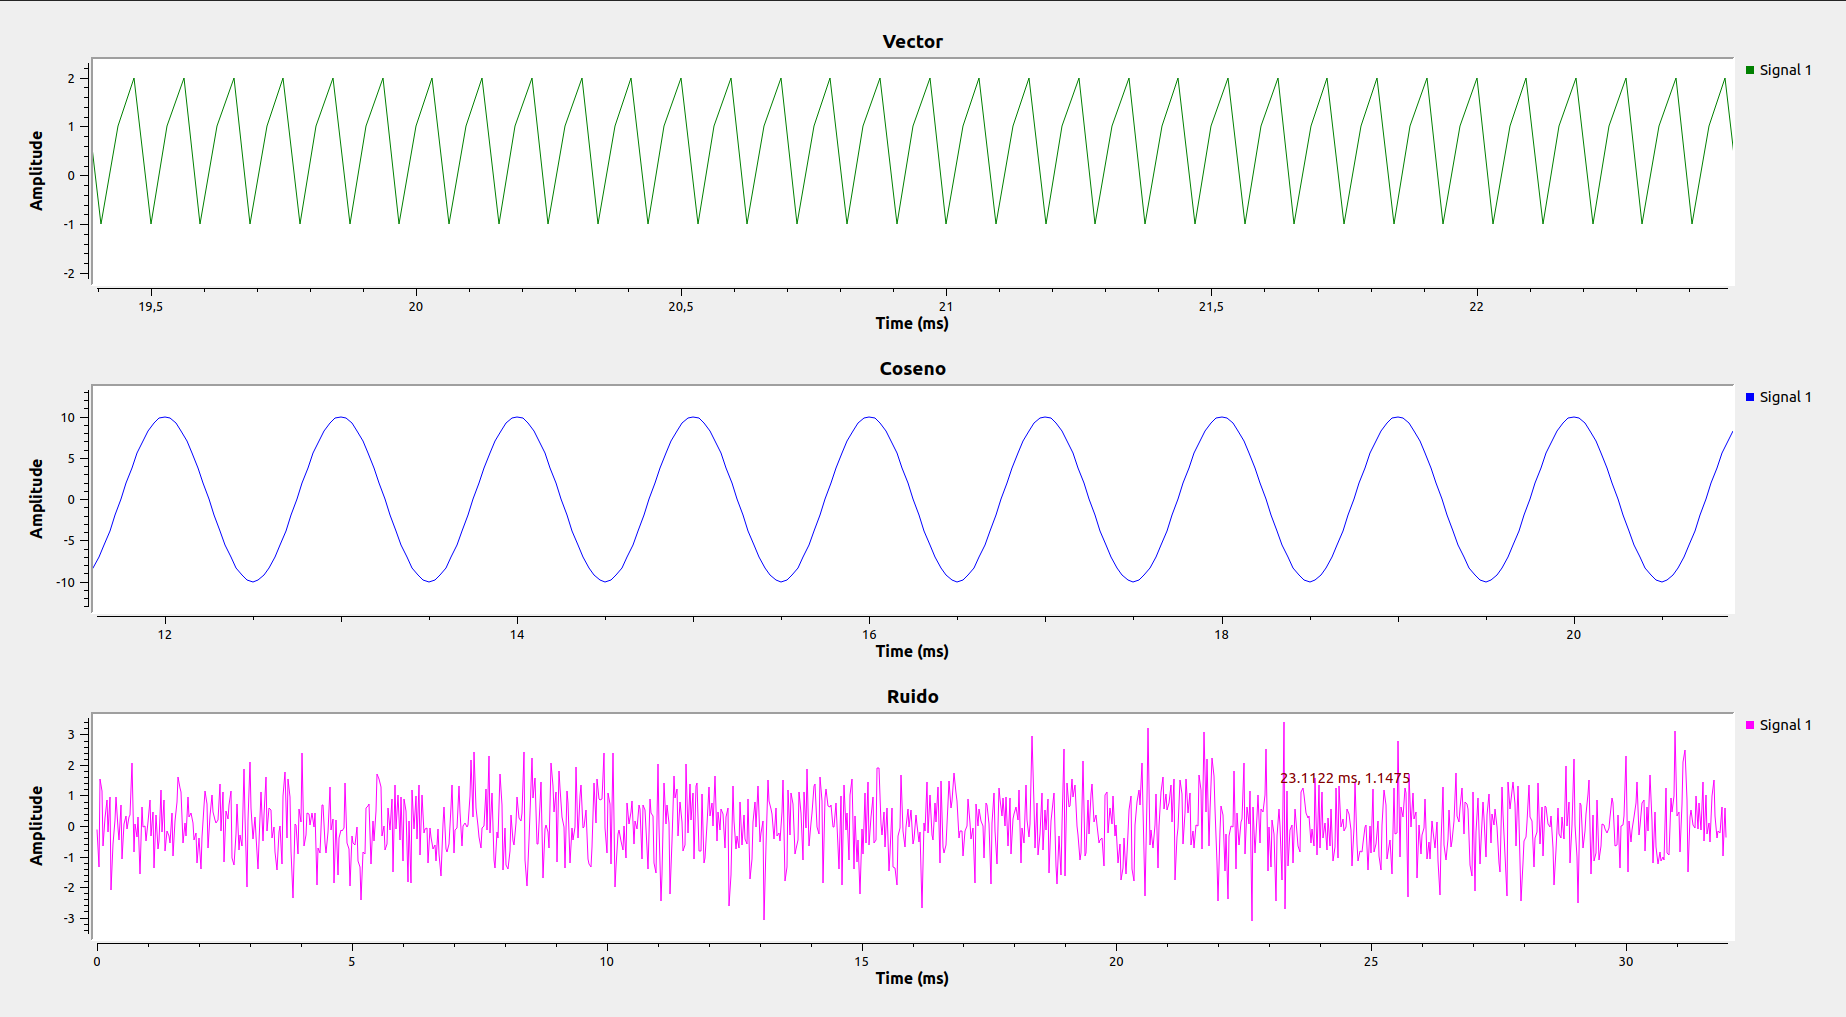 Vector
Signal 1
Amplitude
2
1
0
-1
-2
19,5 20 20,5 21 21,5 22
Time (ms)
Coseno
Signal 1
Amplitude
10
5
0
-5
-10
12 14 16 18 20
Time (ms)
Ruido
Signal 1
Amplitude
3
2
1
0
-1
-2
-3
23.1122 ms, 1.1475
0 5 10 15 20 25 30
Time (ms)